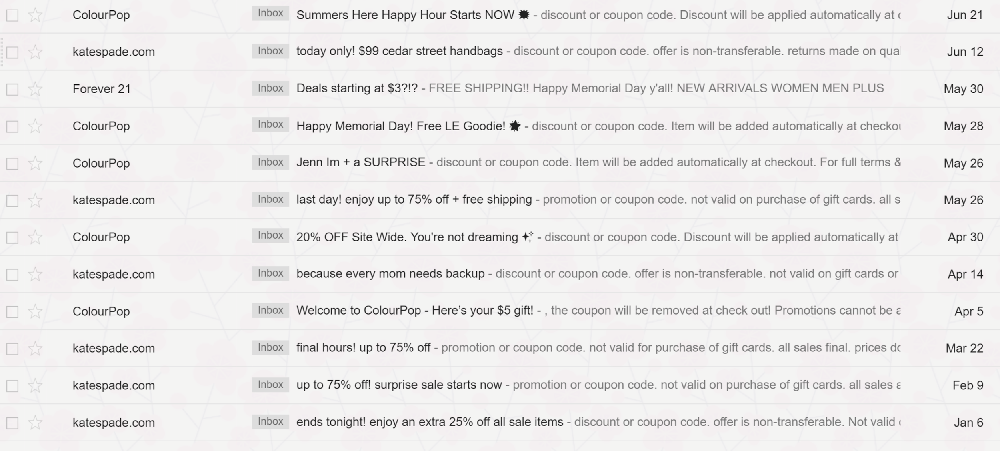 ColourPop Inbox Summers Here Happy Hour Starts NOW ✹ - discount or coupon code. Discount will be applied automatically at Jun 21
katespade.com Inbox today only! $99 cedar street handbags - discount or coupon code. offer is non-transferable. returns made on Jun 12
Forever 21 Inbox Deals starting at $3?!? - FREE SHIPPING!! Happy Memorial Day y'all! NEW ARRIVALS WOMEN MEN PLUS May 30
ColourPop Inbox Happy Memorial Day! Free LE Goodie! - discount or coupon code. Item will be added automatically at May 28
ColourPop Inbox Jenn Im + a SURPRISE - discount or coupon code. Item will be added automatically at checkout. For full terms & May 26
katespade.com Inbox last day! enjoy up to 75% off + free shipping - promotion or coupon code. not valid on purchase of gift cards. all s May 26
ColourPop Inbox 20% OFF Site Wide. You're not dreaming ✨ - discount or coupon code. Discount will be applied automatically at Apr 30
katespade.com Inbox because every mom needs backup - discount or coupon code. offer is non-transferable. not valid on gift cards or Apr 14
ColourPop Inbox Welcome to ColourPop - Here’s your $5 gift! - , the coupon will be removed at check out! Promotions cannot be Apr 5
katespade.com Inbox final hours! up to 75% off - promotion or coupon code. not valid for purchase of gift cards. all sales final. prices Mar 22
katespade.com Inbox up to 75% off! surprise sale starts now - promotion or coupon code. not valid on purchase of gift cards. all sales Feb 9
katespade.com Inbox ends tonight! enjoy an extra 25% off all sale items - discount or coupon code. offer is non-transferable. Not valid Jan 6